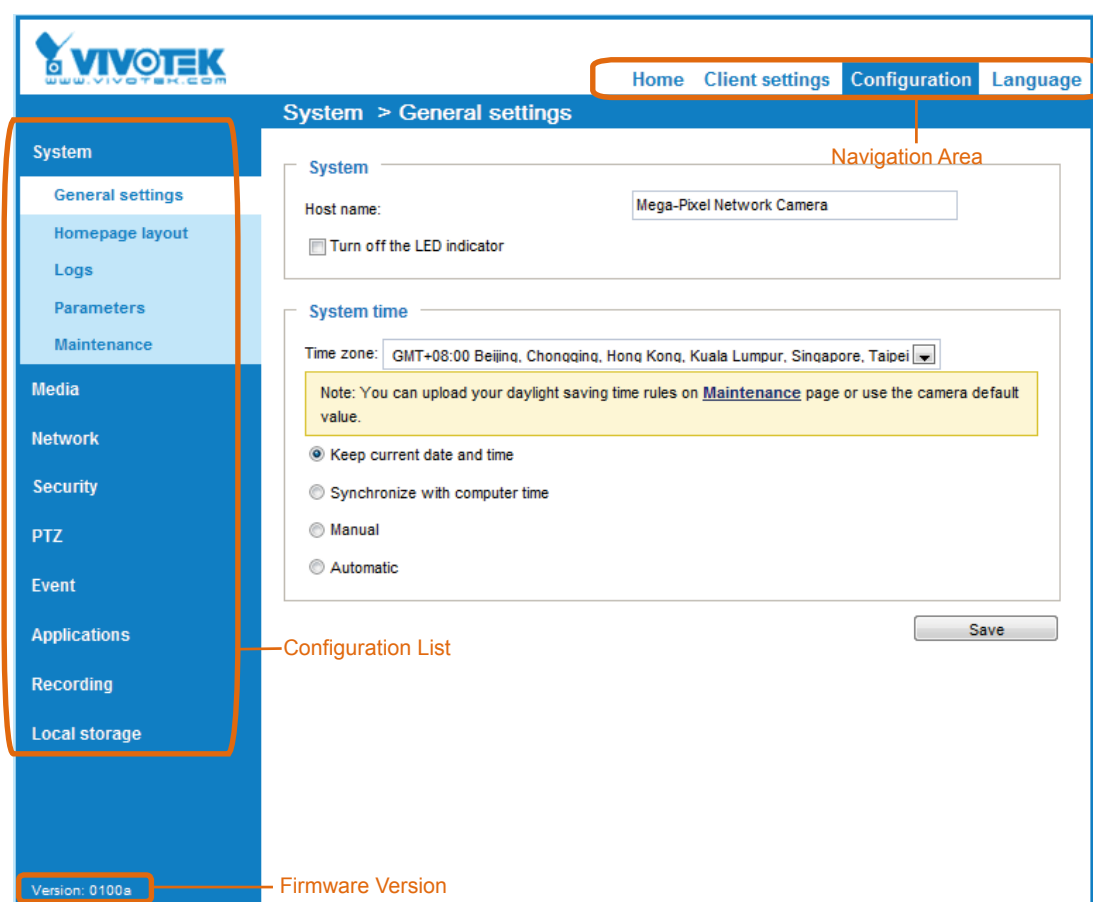 VIVOTEK
www.vivotek.com
Home Client settings Configuration Language
System > General settings
Navigation Area
System
General settings
Homepage layout
Logs
Parameters
Maintenance
Media
Network
Security
PTZ
Event
Applications
Recording
Local storage
Configuration List
System
Host name: Mega-Pixel Network Camera
Turn off the LED indicator
System time
Time zone: GMT+08:00 Beijing, Chongqing, Hong Kong, Kuala Lumpur, Singapore, Taipei
Note: You can upload your daylight saving time rules on Maintenance page or use the camera default
value.
Keep current date and time
Synchronize with computer time
Manual
Automatic
Save
Version: 0100a
Firmware Version